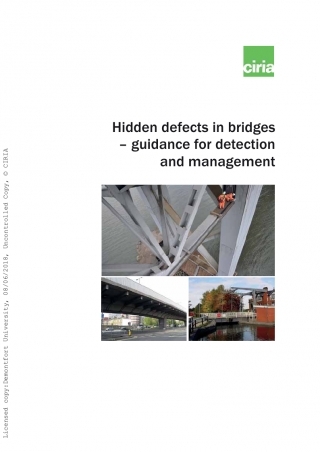 ciria
Hidden defects in bridges
– guidance for detection
and management
Licensed copy:Demontfort University, 08/06/2018, Uncontrolled Copy, © CIRIA